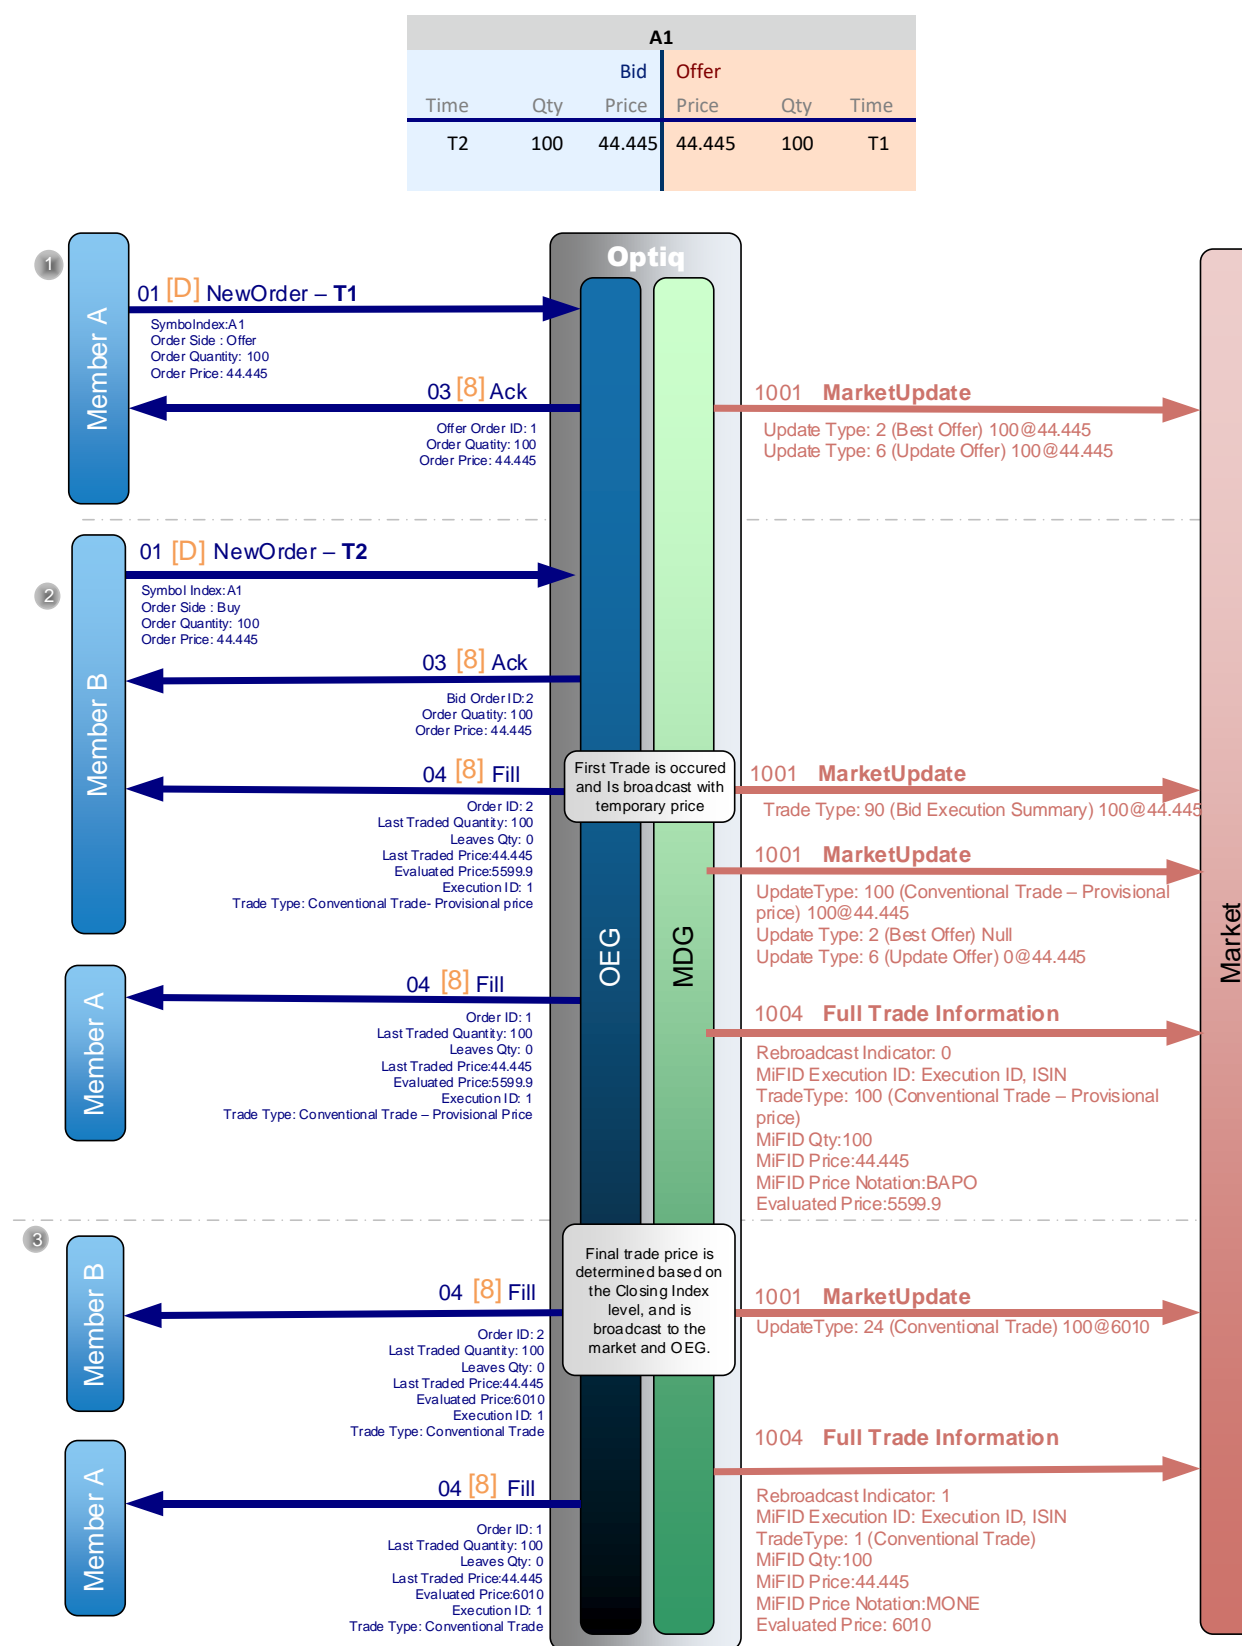 A1
Bid Offer
Time Qty Price Price Qty Time
T2 100 44.445 44.445 100 T1
Optiq
1
Member A
01 [D] NewOrder – T1
SymboIndex:A1
Order Side : Offer
Order Quantity: 100
Order Price: 44.445
03 [8] Ack
Offer Order ID: 1
Order Quatity: 100
Order Price: 44.445
1001 MarketUpdate
Update Type: 2 (Best Offer) 100@44.445
Update Type: 6 (Update Offer) 100@44.445
2
Member B
01 [D] NewOrder – T2
Symbol Index:A1
Order Side : Buy
Order Quantity: 100
Order Price: 44.445
03 [8] Ack
Bid Order ID:2
Order Quatity: 100
Order Price: 44.445
04 [8] Fill
Order ID: 2
Last Traded Quantity: 100
Leaves Qty: 0
Last Traded Price:44.445
Evaluated Price:5599.9
Execution ID: 1
Trade Type: Conventional Trade- Provisional price
First Trade is occured
and Is broadcast with
temporary price
1001 MarketUpdate
Trade Type: 90 (Bid Execution Summary) 100@44.445
1001 MarketUpdate
UpdateType: 100 (Conventional Trade – Provisional
price) 100@44.445
Update Type: 2 (Best Offer) Null
Update Type: 6 (Update Offer) 0@44.445
OEG
MDG
Market
Member A
04 [8] Fill
Order ID: 1
Last Traded Quantity: 100
Leaves Qty: 0
Last Traded Price:44.445
Evaluated Price:5599.9
Execution ID: 1
Trade Type: Conventional Trade – Provisional Price
1004 Full Trade Information
Rebroadcast Indicator: 0
MiFID Execution ID: Execution ID, ISIN
TradeType: 100 (Conventional Trade – Provisional
price)
MiFID Qty:100
MiFID Price:44.445
MiFID Price Notation:BAPO
Evaluated Price:5599.9
3
Member B
04 [8] Fill
Order ID: 2
Last Traded Quantity: 100
Leaves Qty: 0
Last Traded Price:44.445
Evaluated Price:6010
Execution ID: 1
Trade Type: Conventional Trade
Final trade price is
determined based on
the Closing Index
level, and is
broadcast to the
market and OEG.
1001 MarketUpdate
UpdateType: 24 (Conventional Trade) 100@6010
Member A
04 [8] Fill
Order ID: 1
Last Traded Quantity: 100
Leaves Qty: 0
Last Traded Price:44.445
Evaluated Price:6010
Execution ID: 1
Trade Type: Conventional Trade
1004 Full Trade Information
Rebroadcast Indicator: 1
MiFID Execution ID: Execution ID, ISIN
TradeType: 1 (Conventional Trade)
MiFID Qty:100
MiFID Price:44.445
MiFID Price Notation:MONE
Evaluated Price: 6010